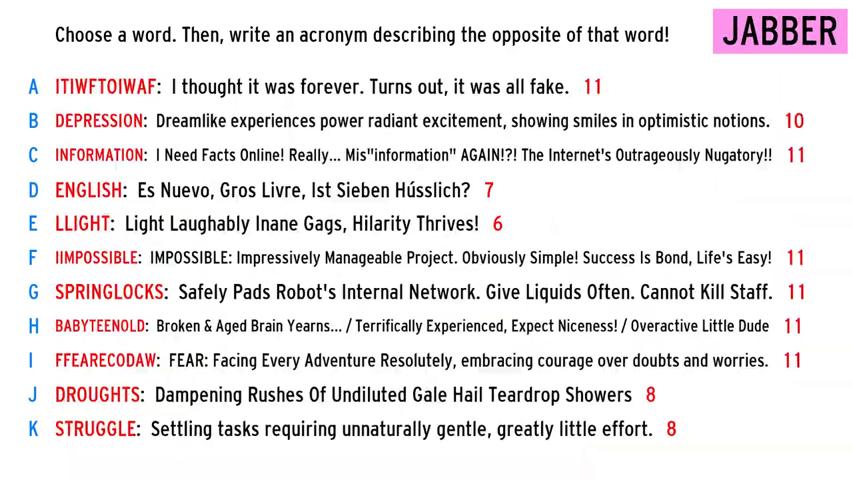 Choose a word. Then, write an acronym describing the opposite of that word!
JABBER
A ITIWFTOIWAF: I thought it was forever. Turns out, it was all fake. 11
B DEPRESSION: Dreamlike experiences power radiant excitement, showing smiles in optimistic notions. 10
C INFORMATION: I Need Facts Online! Really... Mis"information" AGAIN!?! The Internet's Outrageously Nugatory!! 11
D ENGLISH: Es Nuevo, Gros Livre, Ist Sieben Hússlich? 7
E LLIGHT: Light Laughably Inane Gags, Hilarity Thrives! 6
F IIMPOSSIBLE: IMPOSSIBLE: Impressively Manageable Project. Obviously Simple! Success Is Bond, Life's Easy! 11
G SPRINGLOCKS: Safely Pads Robot's Internal Network. Give Liquids Often. Cannot Kill Staff. 11
H BABYTEENOLD: Broken & Aged Brain Yearns... / Terrifically Experienced, Expect Niceness! / Overactive Little Dude 11
I FFEARECODAW: FEAR: Facing Every Adventure Resolutely, embracing courage over doubts and worries. 11
J DROUGHTS: Dampening Rushes Of Undiluted Gale Hail Teardrop Showers 8
K STRUGGLE: Settling tasks requiring unnaturally gentle, greatly little effort. 8